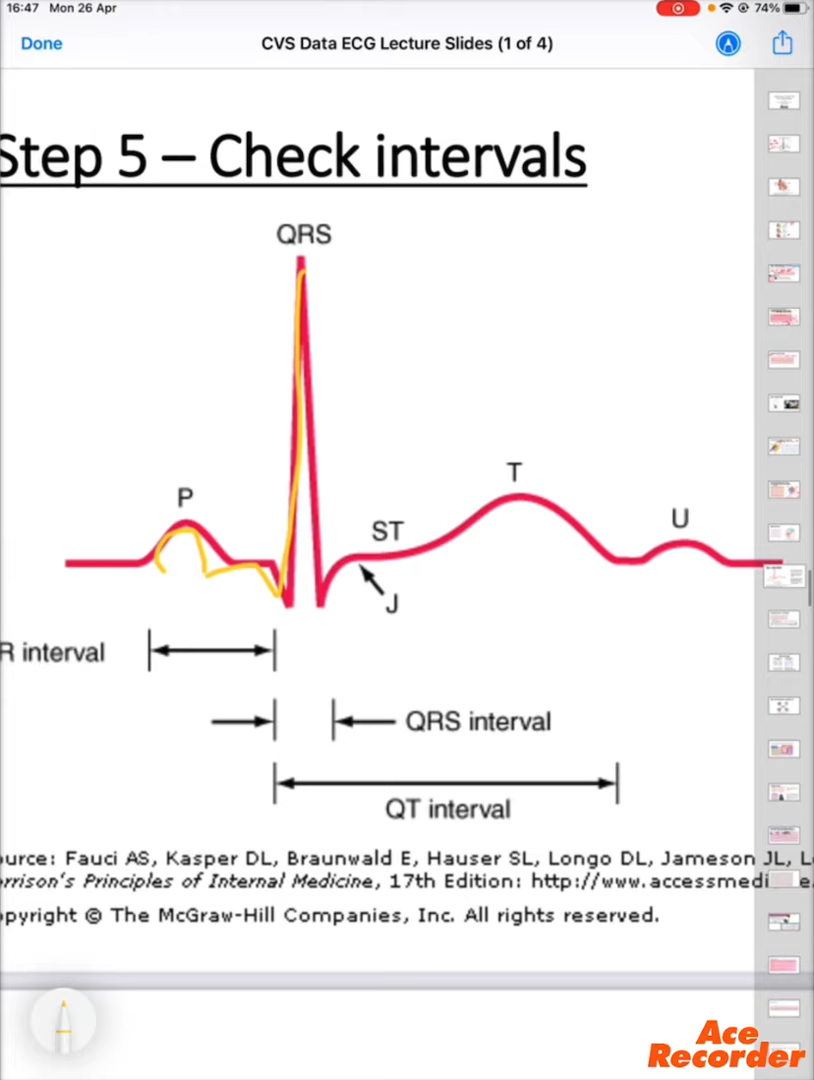 16:47 Mon 26 Apr
74%
Done
CVS Data ECG Lecture Slides (1 of 4)
Step 5 – Check intervals
QRS
P
T
ST
U
J
R interval
QRS interval
QT interval
ource: Fauci AS, Kasper DL, Braunwald E, Hauser SL, Longo DL, Jameson JL, L
rrison's Principles of Internal Medicine, 17th Edition: http://www.accessmedi
opyright © The McGraw-Hill Companies, Inc. All rights reserved.
Ace
Recorder